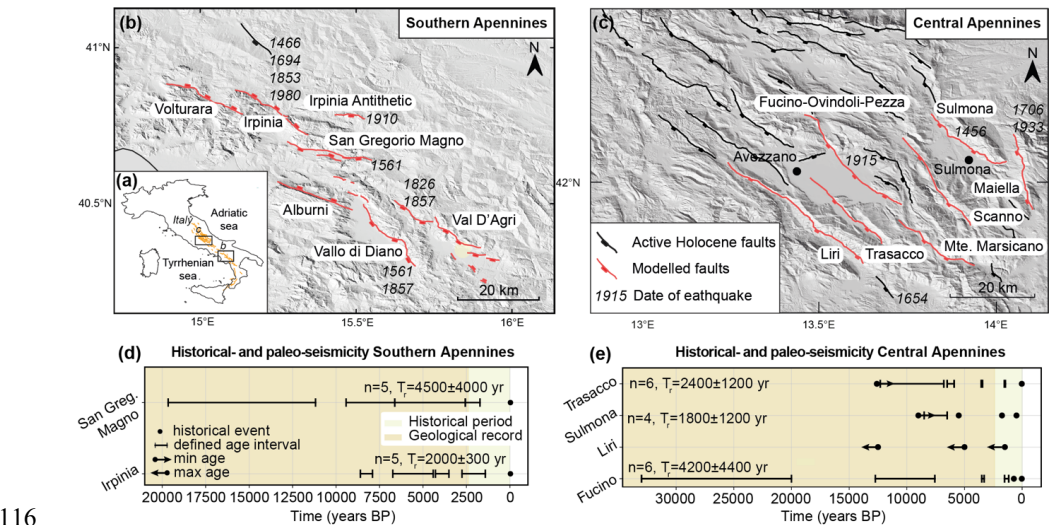 (b)
Southern Apennines
41°N
N
1466
1694
1853
1980
Irpinia Antithetic
1910
Volturara
Irpinia
San Gregorio Magno
1561
(a)
Italy
c
Adriatic
sea
b
Tyrrhenian
sea
40.5°N
Alburni
1826
1857
Val D'Agri
Vallo di Diano
1561
1857
20 km
15°E
15.5°E
16°E
(c)
Central Apennines
N
Fucino-Ovindoli-Pezza
Sulmona
1706
1933
1456
Avezzano
1915
Sulmona
42°N
Maiella
Scanno
Mte. Marsicano
Liri
Trasacco
Active Holocene faults
Modelled faults
1915 Date of eathquake
1654
20 km
13°E
13.5°E
14°E
(d)
Historical- and paleo-seismicity Southern Apennines
San Greg.
Magno
n=5, Tr=4500±4000 yr
historical event
defined age interval
min age
max age
Historical period
Geological record
Irpinia
n=5, Tr=2000±300 yr
20000 17500 15000 12500 10000 7500 5000 2500 0
Time (years BP)
(e)
Historical- and paleo-seismicity Central Apennines
Trasacco
n=6, Tr=2400±1200 yr
Sulmona
n=4, Tr=1800±1200 yr
Liri
Fucino
n=6, Tr=4200±4400 yr
30000 25000 20000 15000 10000 5000 0
Time (years BP)
116